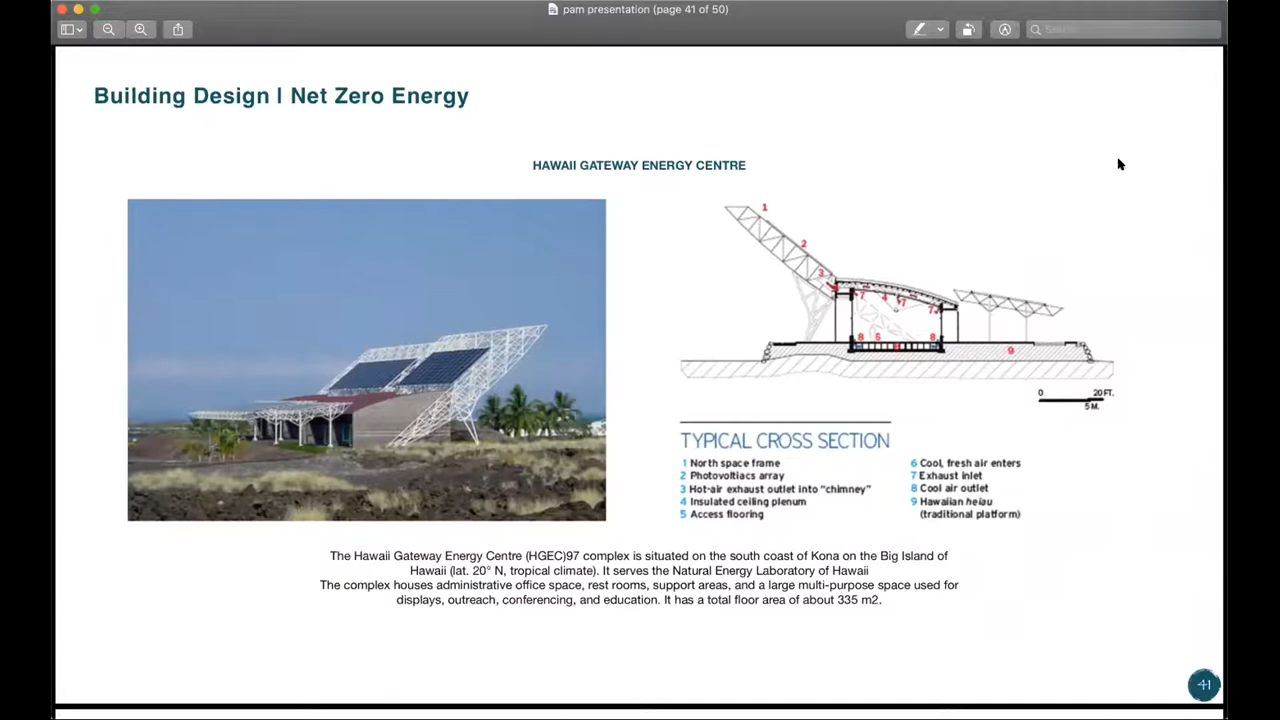 pam presentation (page 41 of 50)
Search
Building Design | Net Zero Energy
HAWAII GATEWAY ENERGY CENTRE
1
2
3
7
4
7
7
8
5
8
9
0
20 FT.
5 M.
TYPICAL CROSS SECTION
1 North space frame
2 Photovoltiacs array
3 Hot-air exhaust outlet into "chimney"
4 Insulated ceiling plenum
5 Access flooring
6 Cool, fresh air enters
7 Exhaust inlet
8 Cool air outlet
9 Hawaiian heiau
(traditional platform)
The Hawaii Gateway Energy Centre (HGEC)97 complex is situated on the south coast of Kona on the Big Island of
Hawaii (lat. 20° N, tropical climate). It serves the Natural Energy Laboratory of Hawaii
The complex houses administrative office space, rest rooms, support areas, and a large multi-purpose space used for
displays, outreach, conferencing, and education. It has a total floor area of about 335 m2.
41